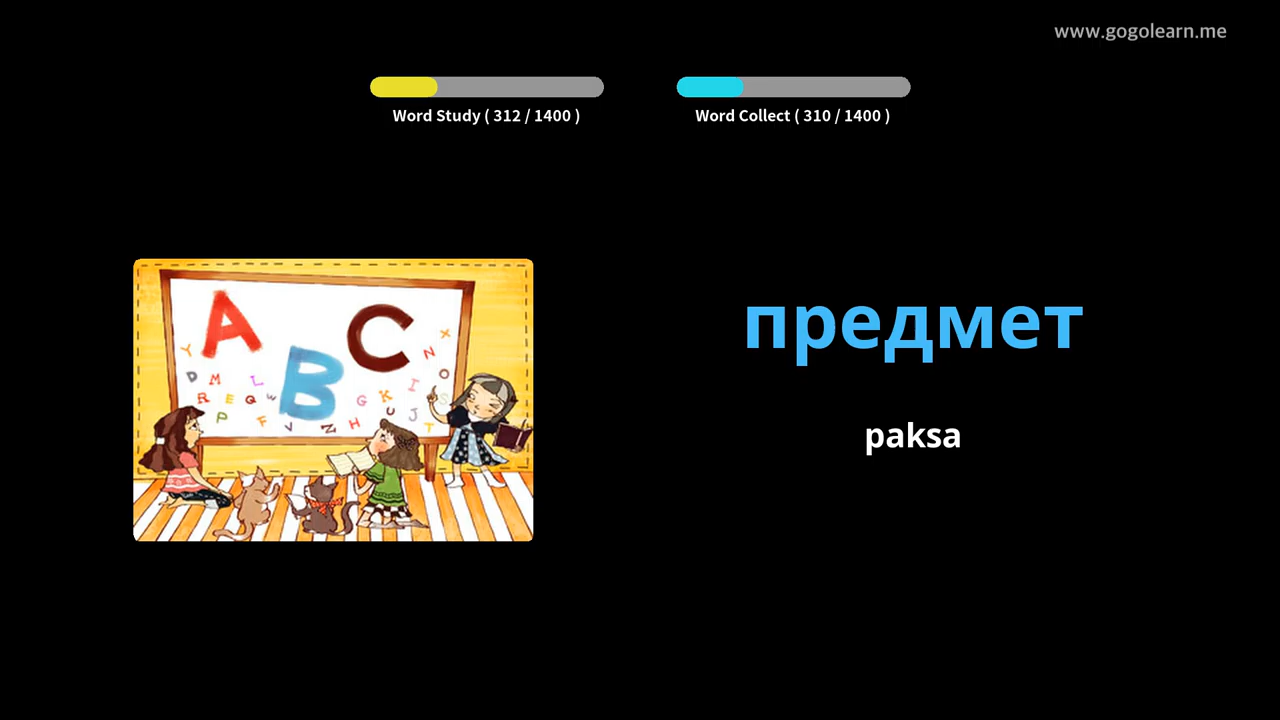 www.gogolearn.me
Word Study ( 312 / 1400 )
Word Collect ( 310 / 1400 )
A
B
C
Y
D M L
R E Q W
P F V Z H
G K I N X
U J O S T
предмет
paksa